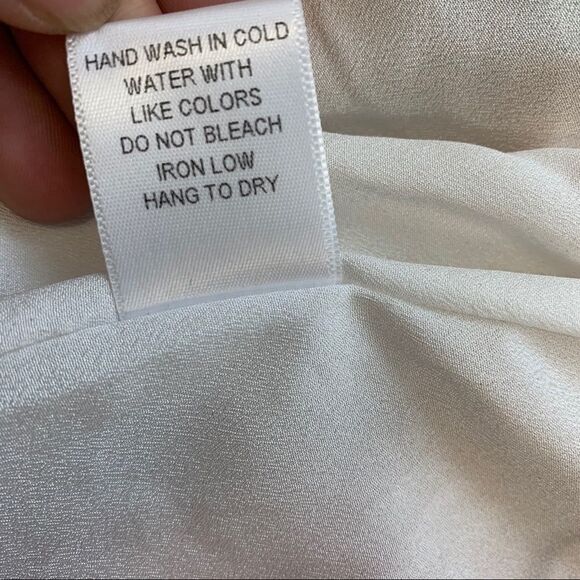 HAND WASH IN COLD
WATER WITH
LIKE COLORS
DO NOT BLEACH
IRON LOW
HANG TO DRY